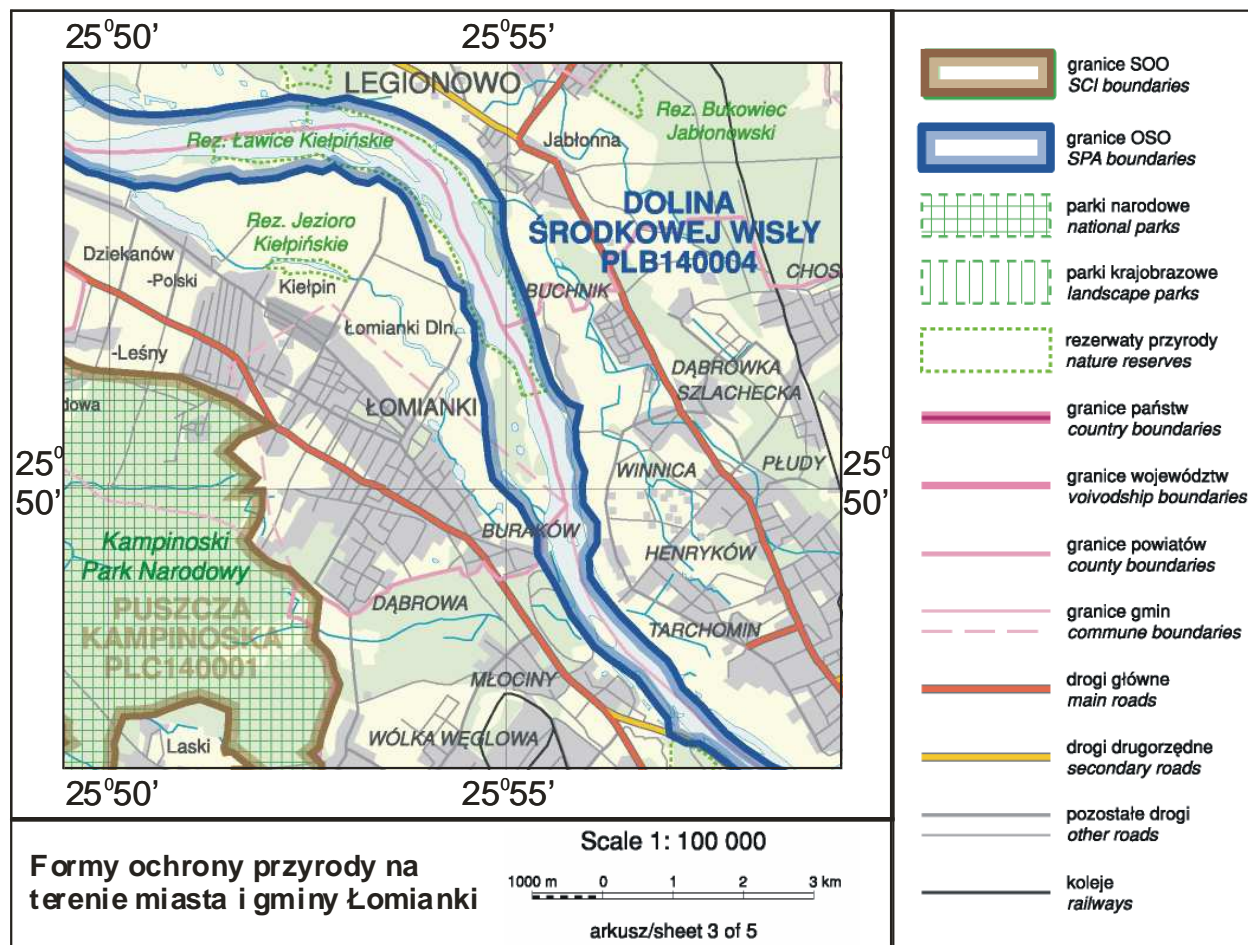 25⁰50’
25⁰55’
LEGIONOWO
Rez. Bukowiec
Jabłonowski
Jabłonna
Rez. Ławice Kiełpińskie
DOLINA
ŚRODKOWEJ WISŁY
PLB140004
Rez. Jezioro
Kiełpińskie
Dziekanów
-Polski
Kiełpin
BUCHNIK
CHOS
Łomianki Dln.
-Leśny
DĄBRÓWKA
SZLACHECKA
dowa
ŁOMIANKI
25⁰
50’
WINNICA
PŁUDY
25⁰
50’
BURAKÓW
HENRYKÓW
Kampinoski
Park Narodowy
PUSZCZA
KAMPINOSKA
PLC140001
DĄBROWA
TARCHOMIN
MŁOCINY
WÓLKA WĘGLOWA
Laski
25⁰50’
25⁰55’
Formy ochrony przyrody na
terenie miasta i gminy Łomianki
Scale 1: 100 000
1000 m 0 1 2 3 km
arkusz/sheet 3 of 5
granice SOO
SCI boundaries
granice OSO
SPA boundaries
parki narodowe
national parks
parki krajobrazowe
landscape parks
rezerwaty przyrody
nature reserves
granice państw
country boundaries
granice województw
voivodship boundaries
granice powiatów
county boundaries
granice gmin
commune boundaries
drogi główne
main roads
drogi drugorzędne
secondary roads
pozostałe drogi
other roads
koleje
railways